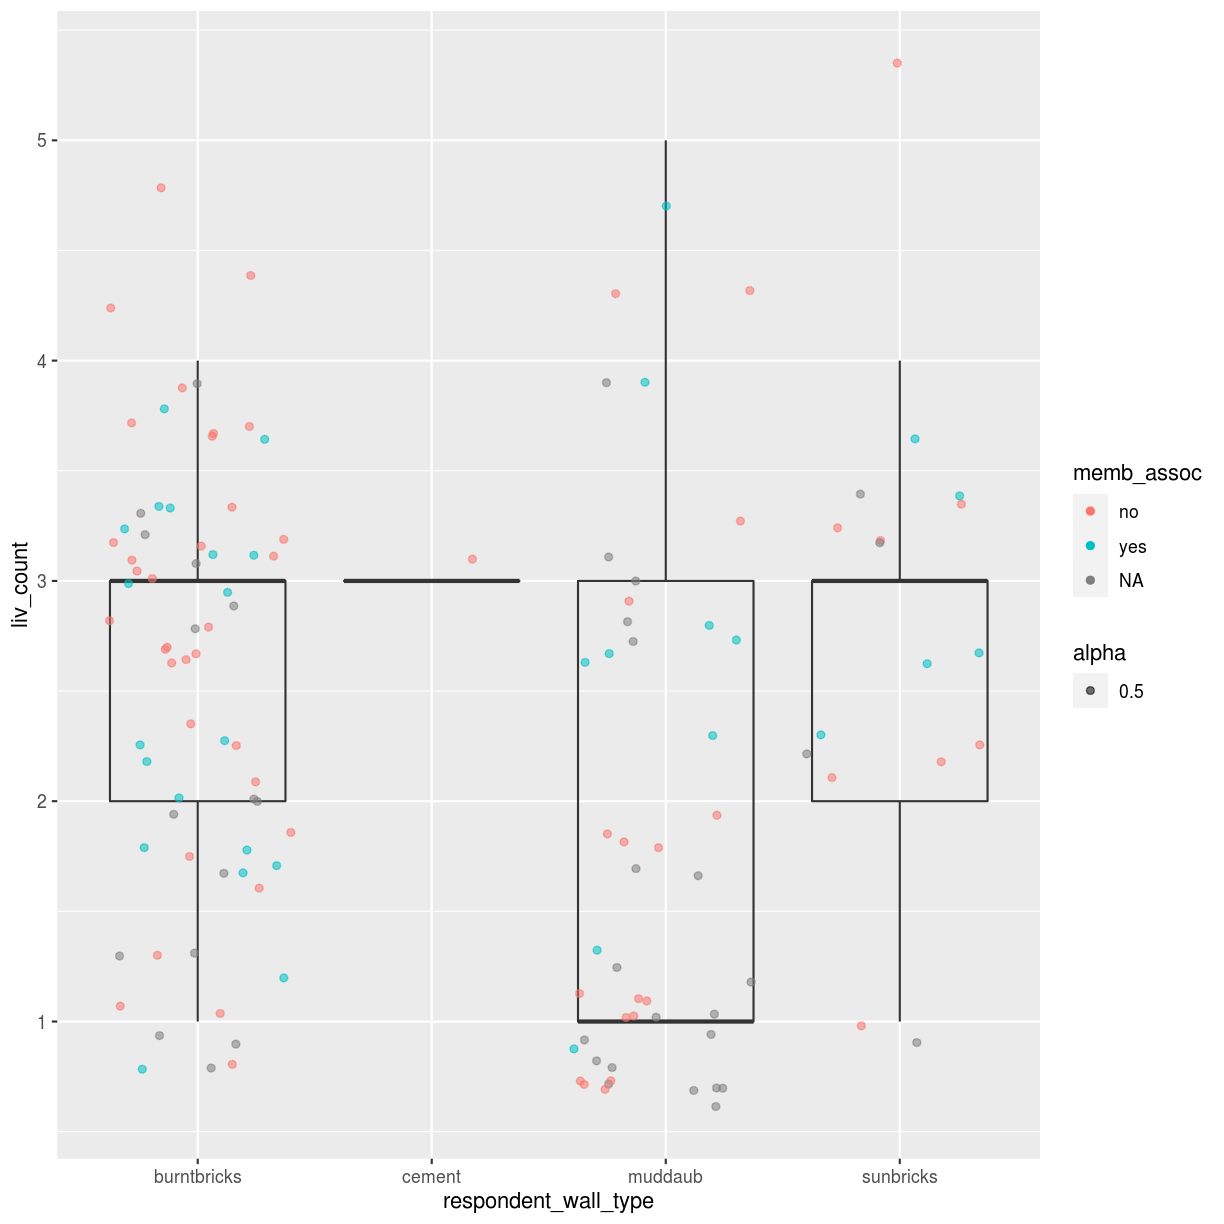 5
4
3
2
1
liv_count
burntbricks
cement
muddaub
sunbricks
respondent_wall_type
memb_assoc
no
yes
NA
alpha
0.5